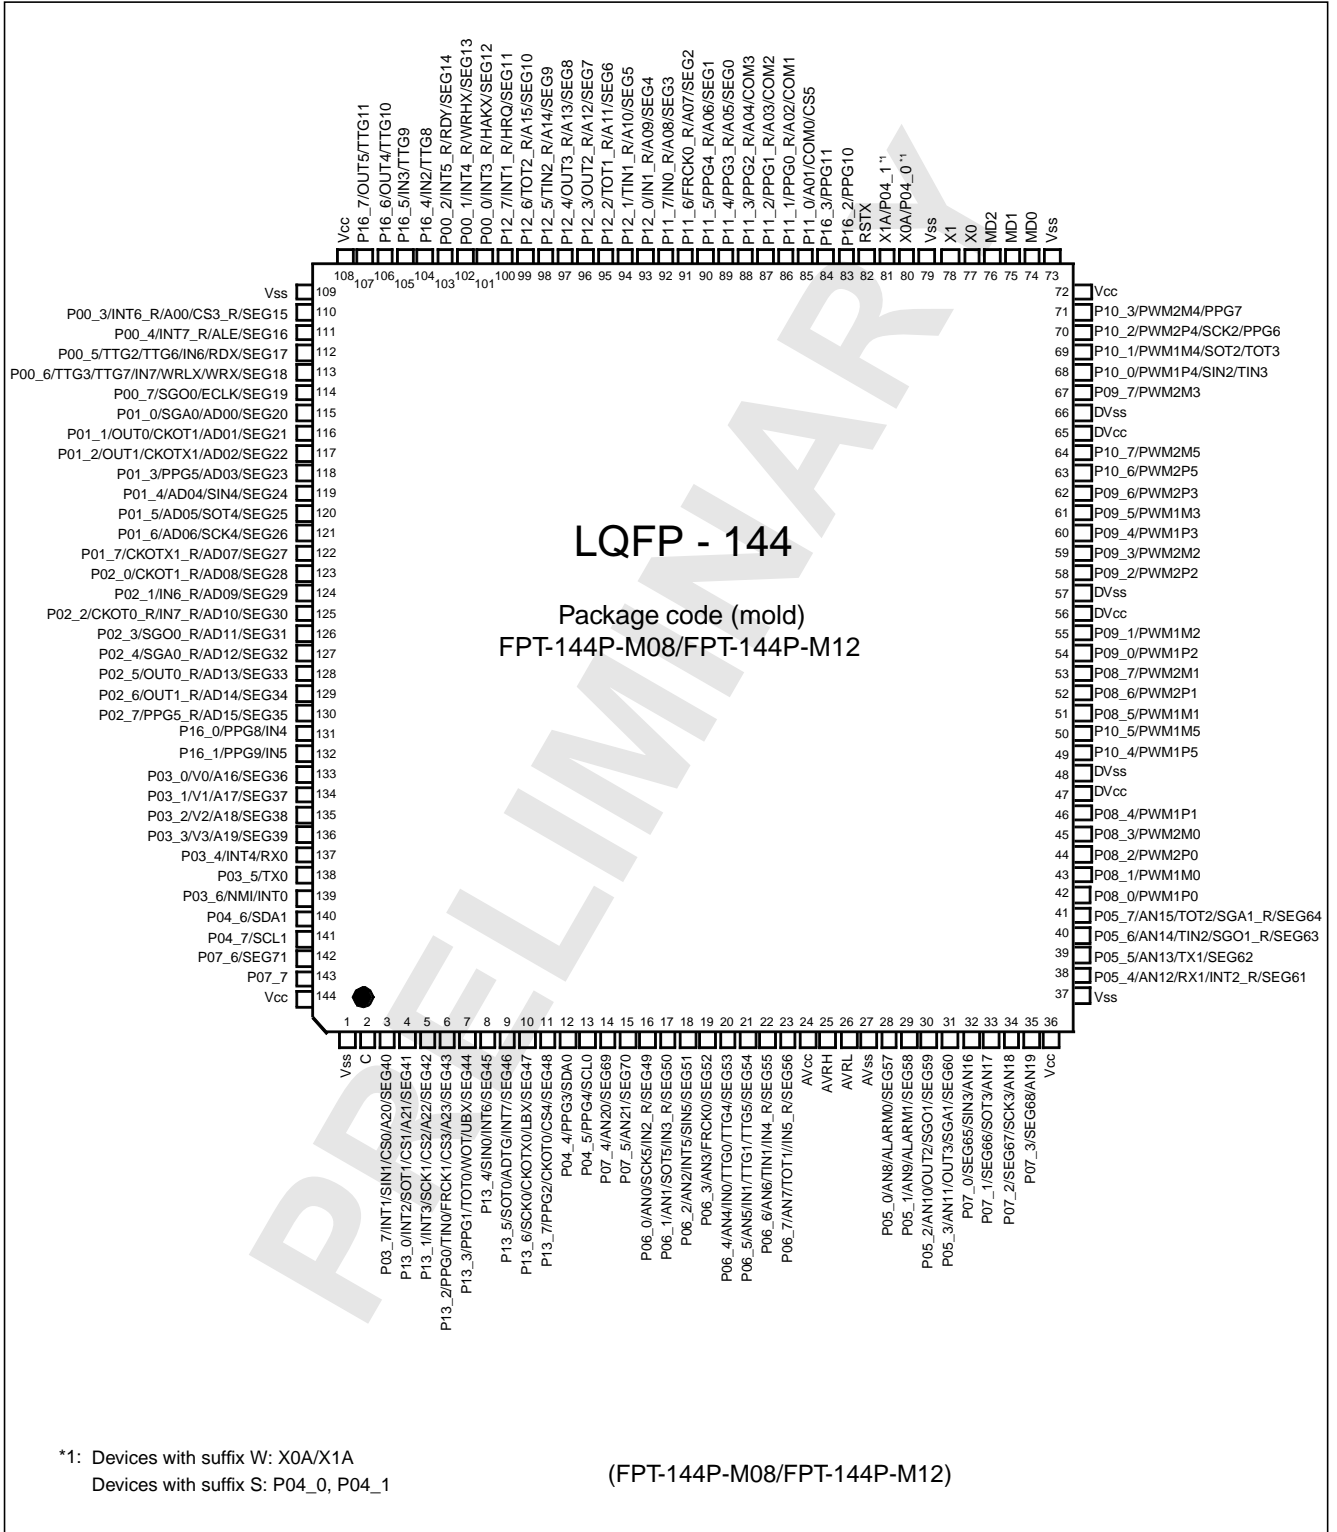 Vcc
P16_7/OUT5/TTG11
P16_6/OUT4/TTG10
P16_5/IN3/TTG9
P16_4/IN2/TTG8
P00_2/INT5_R/RDY/SEG14
P00_1/INT4_R/WRHX/SEG13
P00_0/INT3_R/HAKX/SEG12
P12_7/INT1_R/HRQ/SEG11
P12_6/TOT2_R/A15/SEG10
P12_5/TIN2_R/A14/SEG9
P12_4/OUT3_R/A13/SEG8
P12_3/OUT2_R/A12/SEG7
P12_2/TOT1_R/A11/SEG6
P12_1/TIN1_R/A10/SEG5
P12_0/IN1_R/A09/SEG4
P11_7/IN0_R/A08/SEG3
P11_6/FRCK0_R/A07/SEG2
P11_5/PPG4_R/A06/SEG1
P11_4/PPG3_R/A05/SEG0
P11_3/PPG2_R/A04/COM3
P11_2/PPG1_R/A03/COM2
P11_1/PPG0_R/A02/COM1
P11_0/A01/COM0/CS5
P16_3/PPG11
P16_2/PPG10
RSTX
X1A/P04_1 *1
X0A/P04_0 *1
Vss
X1
X0
MD2
MD1
MD0
Vss
108 107 106 105 104 103 102 101 100 99 98 97 96 95 94 93 92 91 90 89 88 87 86 85 84 83 82 81 80 79 78 77 76 75 74 73
Vss 109
P00_3/INT6_R/A00/CS3_R/SEG15 110
P00_4/INT7_R/ALE/SEG16 111
P00_5/TTG2/TTG6/IN6/RDX/SEG17 112
P00_6/TTG3/TTG7/IN7/WRLX/WRX/SEG18 113
P00_7/SGO0/ECLK/SEG19 114
P01_0/SGA0/AD00/SEG20 115
P01_1/OUT0/CKOT1/AD01/SEG21 116
P01_2/OUT1/CKOTX1/AD02/SEG22 117
P01_3/PPG5/AD03/SEG23 118
P01_4/AD04/SIN4/SEG24 119
P01_5/AD05/SOT4/SEG25 120
P01_6/AD06/SCK4/SEG26 121
P01_7/CKOTX1_R/AD07/SEG27 122
P02_0/CKOT1_R/AD08/SEG28 123
P02_1/IN6_R/AD09/SEG29 124
P02_2/CKOT0_R/IN7_R/AD10/SEG30 125
P02_3/SGO0_R/AD11/SEG31 126
P02_4/SGA0_R/AD12/SEG32 127
P02_5/OUT0_R/AD13/SEG33 128
P02_6/OUT1_R/AD14/SEG34 129
P02_7/PPG5_R/AD15/SEG35 130
P16_0/PPG8/IN4 131
P16_1/PPG9/IN5 132
P03_0/V0/A16/SEG36 133
P03_1/V1/A17/SEG37 134
P03_2/V2/A18/SEG38 135
P03_3/V3/A19/SEG39 136
P03_4/INT4/RX0 137
P03_5/TX0 138
P03_6/NMI/INT0 139
P04_6/SDA1 140
P04_7/SCL1 141
P07_6/SEG71 142
P07_7 143
Vcc 144
LQFP - 144
Package code (mold)
FPT-144P-M08/FPT-144P-M12
PRELIMINARY
72 Vcc
71 P10_3/PWM2M4/PPG7
70 P10_2/PWM2P4/SCK2/PPG6
69 P10_1/PWM1M4/SOT2/TOT3
68 P10_0/PWM1P4/SIN2/TIN3
67 P09_7/PWM2M3
66 DVss
65 DVcc
64 P10_7/PWM2M5
63 P10_6/PWM2P5
62 P09_6/PWM2P3
61 P09_5/PWM1M3
60 P09_4/PWM1P3
59 P09_3/PWM2M2
58 P09_2/PWM2P2
57 DVss
56 DVcc
55 P09_1/PWM1M2
54 P09_0/PWM1P2
53 P08_7/PWM2M1
52 P08_6/PWM2P1
51 P08_5/PWM1M1
50 P10_5/PWM1M5
49 P10_4/PWM1P5
48 DVss
47 DVcc
46 P08_4/PWM1P1
45 P08_3/PWM2M0
44 P08_2/PWM2P0
43 P08_1/PWM1M0
42 P08_0/PWM1P0
41 P05_7/AN15/TOT2/SGA1_R/SEG64
40 P05_6/AN14/TIN2/SGO1_R/SEG63
39 P05_5/AN13/TX1/SEG62
38 P05_4/AN12/RX1/INT2_R/SEG61
37 Vss
1 2 3 4 5 6 7 8 9 10 11 12 13 14 15 16 17 18 19 20 21 22 23 24 25 26 27 28 29 30 31 32 33 34 35 36
Vss
C
P03_7/INT1/SIN1/CS0/A20/SEG40
P13_0/INT2/SOT1/CS1/A21/SEG41
P13_1/INT3/SCK1/CS2/A22/SEG42
P13_2/PPG0/TIN0/FRCK1/CS3/A23/SEG43
P13_3/PPG1/TOT0/WOT/UBX/SEG44
P13_4/SIN0/INT6/SEG45
P13_5/SOT0/ADTG/INT7/SEG46
P13_6/SCK0/CKOTX0/LBX/SEG47
P13_7/PPG2/CKOT0/CS4/SEG48
P04_4/PPG3/SDA0
P04_5/PPG4/SCL0
P07_4/AN20/SEG69
P07_5/AN21/SEG70
P06_0/AN0/SCK5/IN2_R/SEG49
P06_1/AN1/SOT5/IN3_R/SEG50
P06_2/AN2/INT5/SIN5/SEG51
P06_3/AN3/FRCK0/SEG52
P06_4/AN4/IN0/TTG0/TTG4/SEG53
P06_5/AN5/IN1/TTG1/TTG5/SEG54
P06_6/AN6/TIN1/IN4_R/SEG55
P06_7/AN7/TOT1//IN5_R/SEG56
AVcc
AVRH
AVRL
AVss
P05_0/AN8/ALARM0/SEG57
P05_1/AN9/ALARM1/SEG58
P05_2/AN10/OUT2/SGO1/SEG59
P05_3/AN11/OUT3/SGA1/SEG60
P07_0/SEG65/SIN3/AN16
P07_1/SEG66/SOT3/AN17
P07_2/SEG67/SCK3/AN18
P07_3/SEG68/AN19
Vcc
*1: Devices with suffix W: X0A/X1A
Devices with suffix S: P04_0, P04_1
(FPT-144P-M08/FPT-144P-M12)